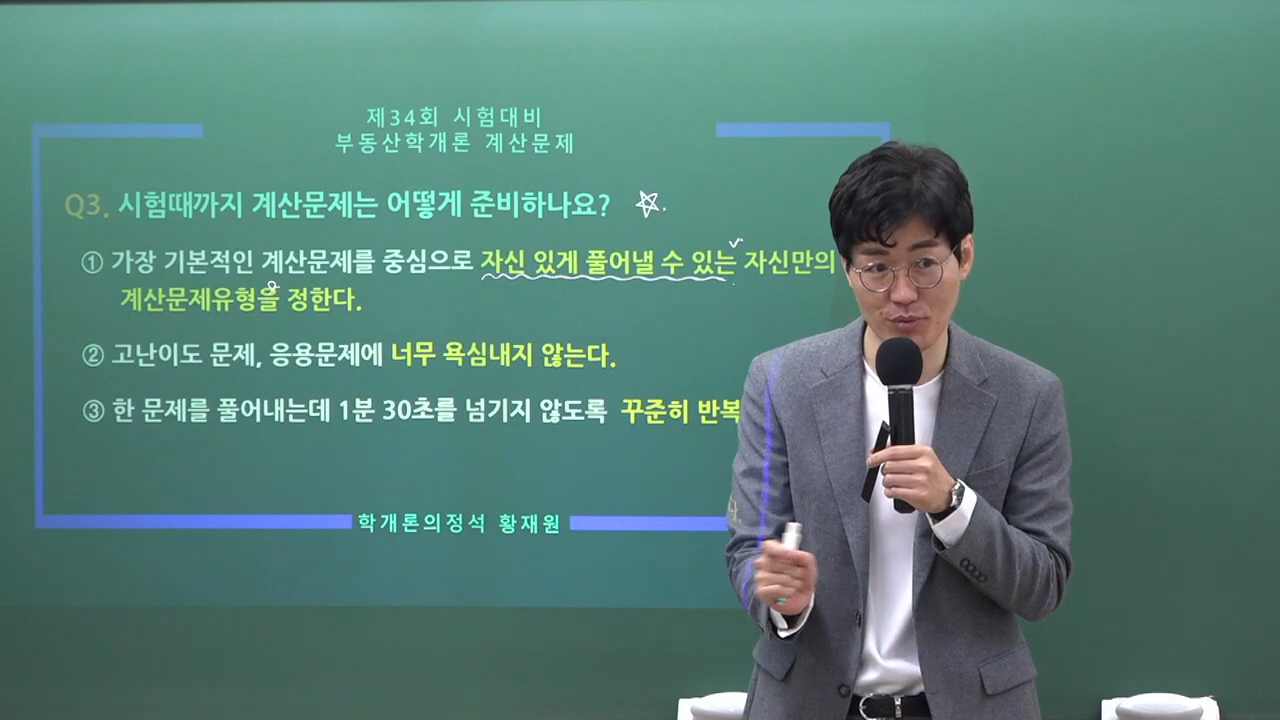 제34회 시험대비
부동산학개론 계산문제
Q3. 시험때까지 계산문제는 어떻게 준비하나요?
① 가장 기본적인 계산문제를 중심으로 자신 있게 풀어낼 수 있는 자신만의
계산문제유형을 정한다.
② 고난이도 문제, 응용문제에 너무 욕심내지 않는다.
③ 한 문제를 풀어내는데 1분 30초를 넘기지 않도록 꾸준히 반복
학개론의정석 황재원